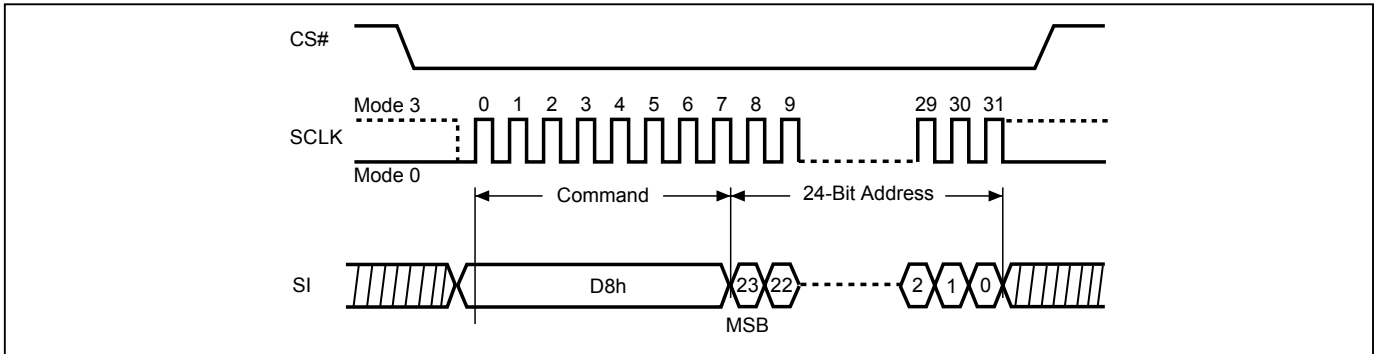 CS#
Mode 3 0 1 2 3 4 5 6 7 8 9 29 30 31
SCLK
Mode 0
Command 24-Bit Address
SI D8h 23 22 2 1 0
MSB